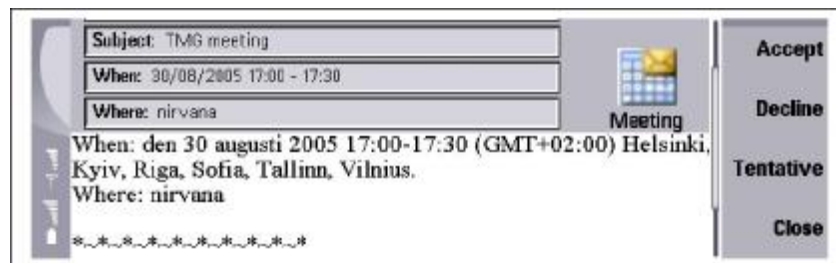 Subject: TMG meeting
When: 30/08/2005 17:00 - 17:30
Where: nirvana
Meeting
When: den 30 augusti 2005 17:00-17:30 (GMT+02:00) Helsinki,
Kyiv, Riga, Sofia, Tallinn, Vilnius.
Where: nirvana
*~*~*~*~*~*~*~*~*~*
Accept
Decline
Tentative
Close